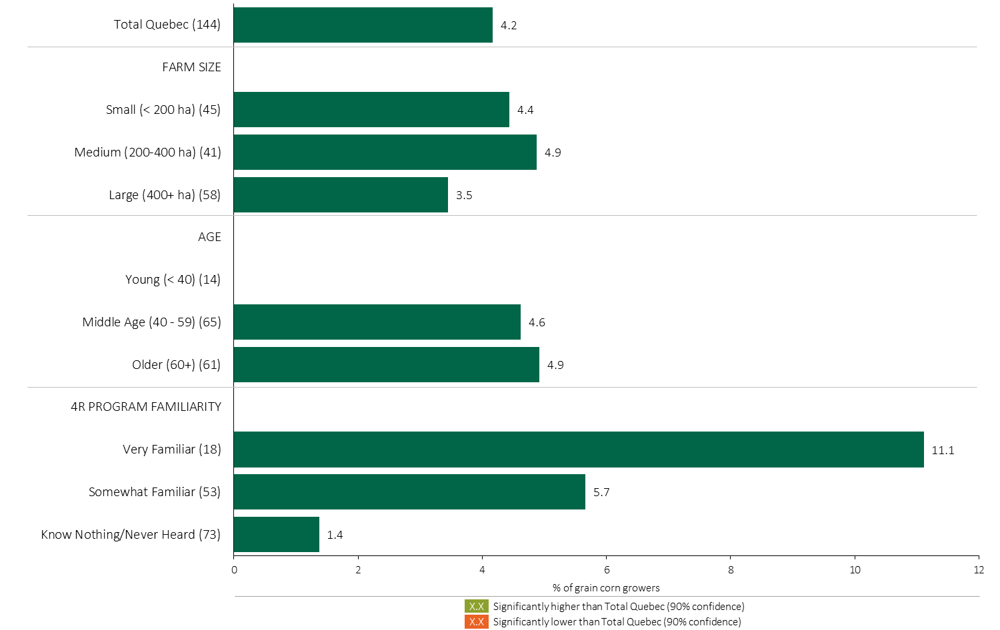 Total Quebec (144) 4.2
FARM SIZE
Small (< 200 ha) (45) 4.4
Medium (200-400 ha) (41) 4.9
Large (400+ ha) (58) 3.5
AGE
Young (< 40) (14)
Middle Age (40 - 59) (65) 4.6
Older (60+) (61) 4.9
4R PROGRAM FAMILIARITY
Very Familiar (18) 11.1
Somewhat Familiar (53) 5.7
Know Nothing/Never Heard (73) 1.4
0 2 4 6 8 10 12
% of grain corn growers
X.X Significantly higher than Total Quebec (90% confidence)
X.X Significantly lower than Total Quebec (90% confidence)